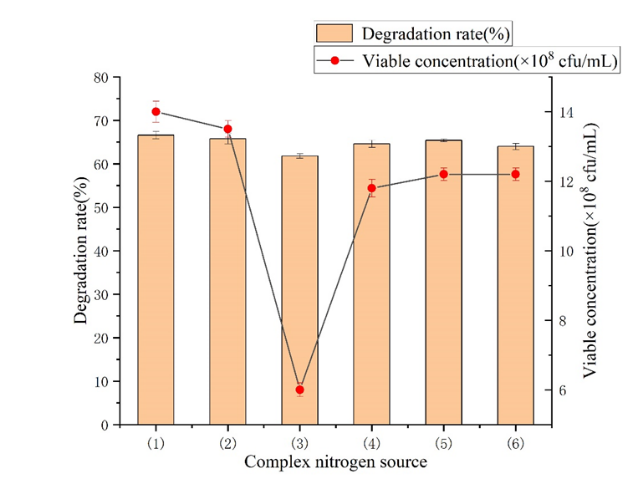 Degradation rate(%)
Viable concentration(×10⁸ cfu/mL)
80
70
60
50
40
30
20
10
0
Degradation rate(%)
14
12
10
8
6
Viable concentration(×10⁸ cfu/mL)
(1) (2) (3) (4) (5) (6)
Complex nitrogen source